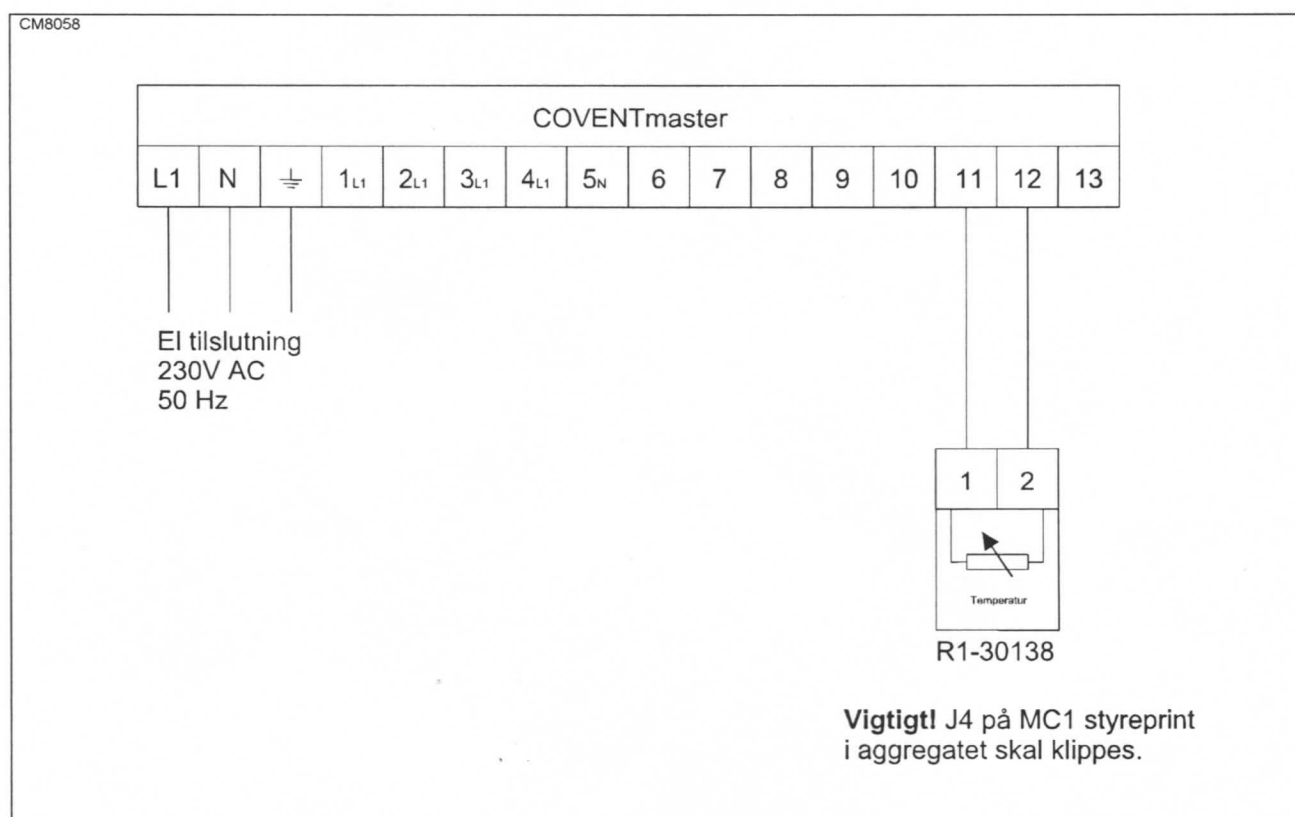 CM8058
COVENTmaster
L1 N 1L1 2L1 3L1 4L1 5N 6 7 8 9 10 11 12 13
El tilslutning
230V AC
50 Hz
1 2
Temperatur
R1-30138
Vigtigt! J4 på MC1 styreprint
i aggregatet skal klippes.